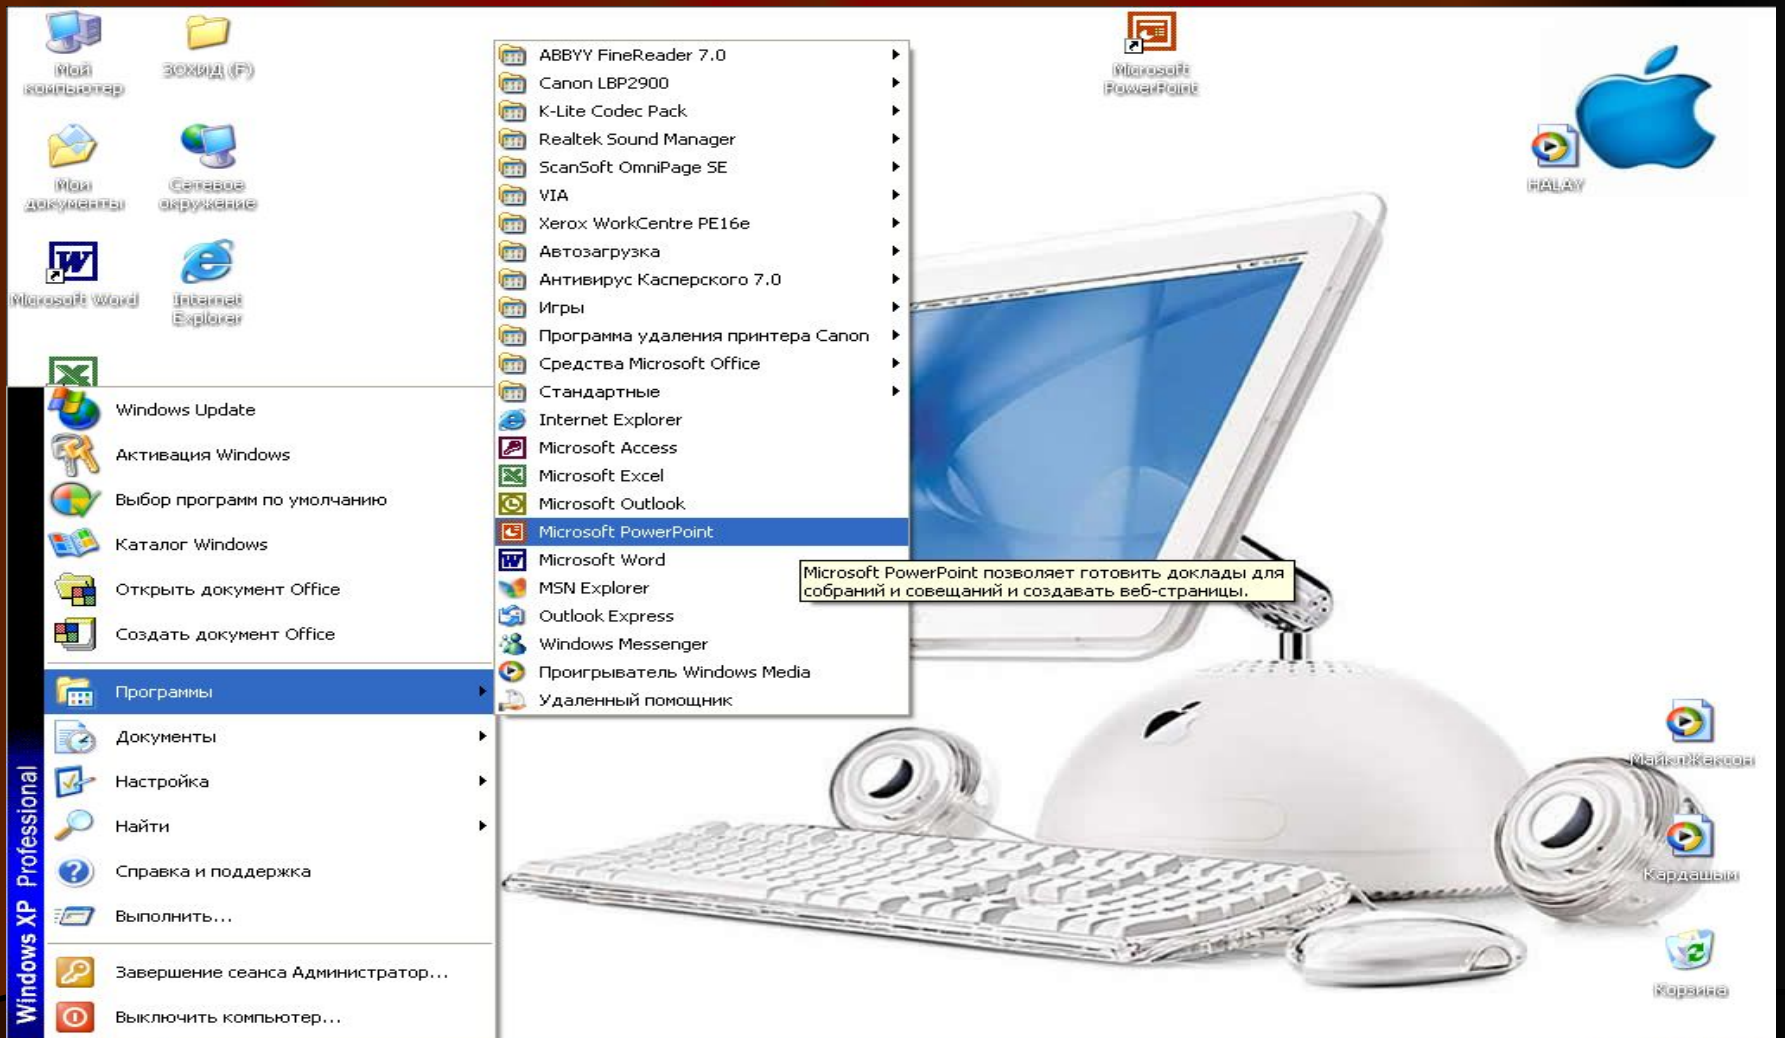 Мой
компьютер
ЗОХИД (F)
Мои
документы
Сетевое
окружение
Microsoft Word
Internet
Explorer
Microsoft
PowerPoint
HALAY
ABBYY FineReader 7.0
Canon LBP2900
K-Lite Codec Pack
Realtek Sound Manager
ScanSoft OmniPage SE
VIA
Xerox WorkCentre PE16e
Автозагрузка
Антивирус Касперского 7.0
Игры
Программа удаления принтера Canon
Средства Microsoft Office
Стандартные
Internet Explorer
Microsoft Access
Microsoft Excel
Microsoft Outlook
Microsoft PowerPoint
Microsoft Word
MSN Explorer
Outlook Express
Windows Messenger
Проигрыватель Windows Media
Удаленный помощник
Microsoft PowerPoint позволяет готовить доклады для
собраний и совещаний и создавать веб-страницы.
Windows Update
Активация Windows
Выбор программ по умолчанию
Каталог Windows
Открыть документ Office
Создать документ Office
Программы
Документы
Настройка
Найти
Справка и поддержка
Выполнить...
Завершение сеанса Администратор...
Выключить компьютер...
Windows XP Professional
МайклЖексон
Кардашым
Корзина